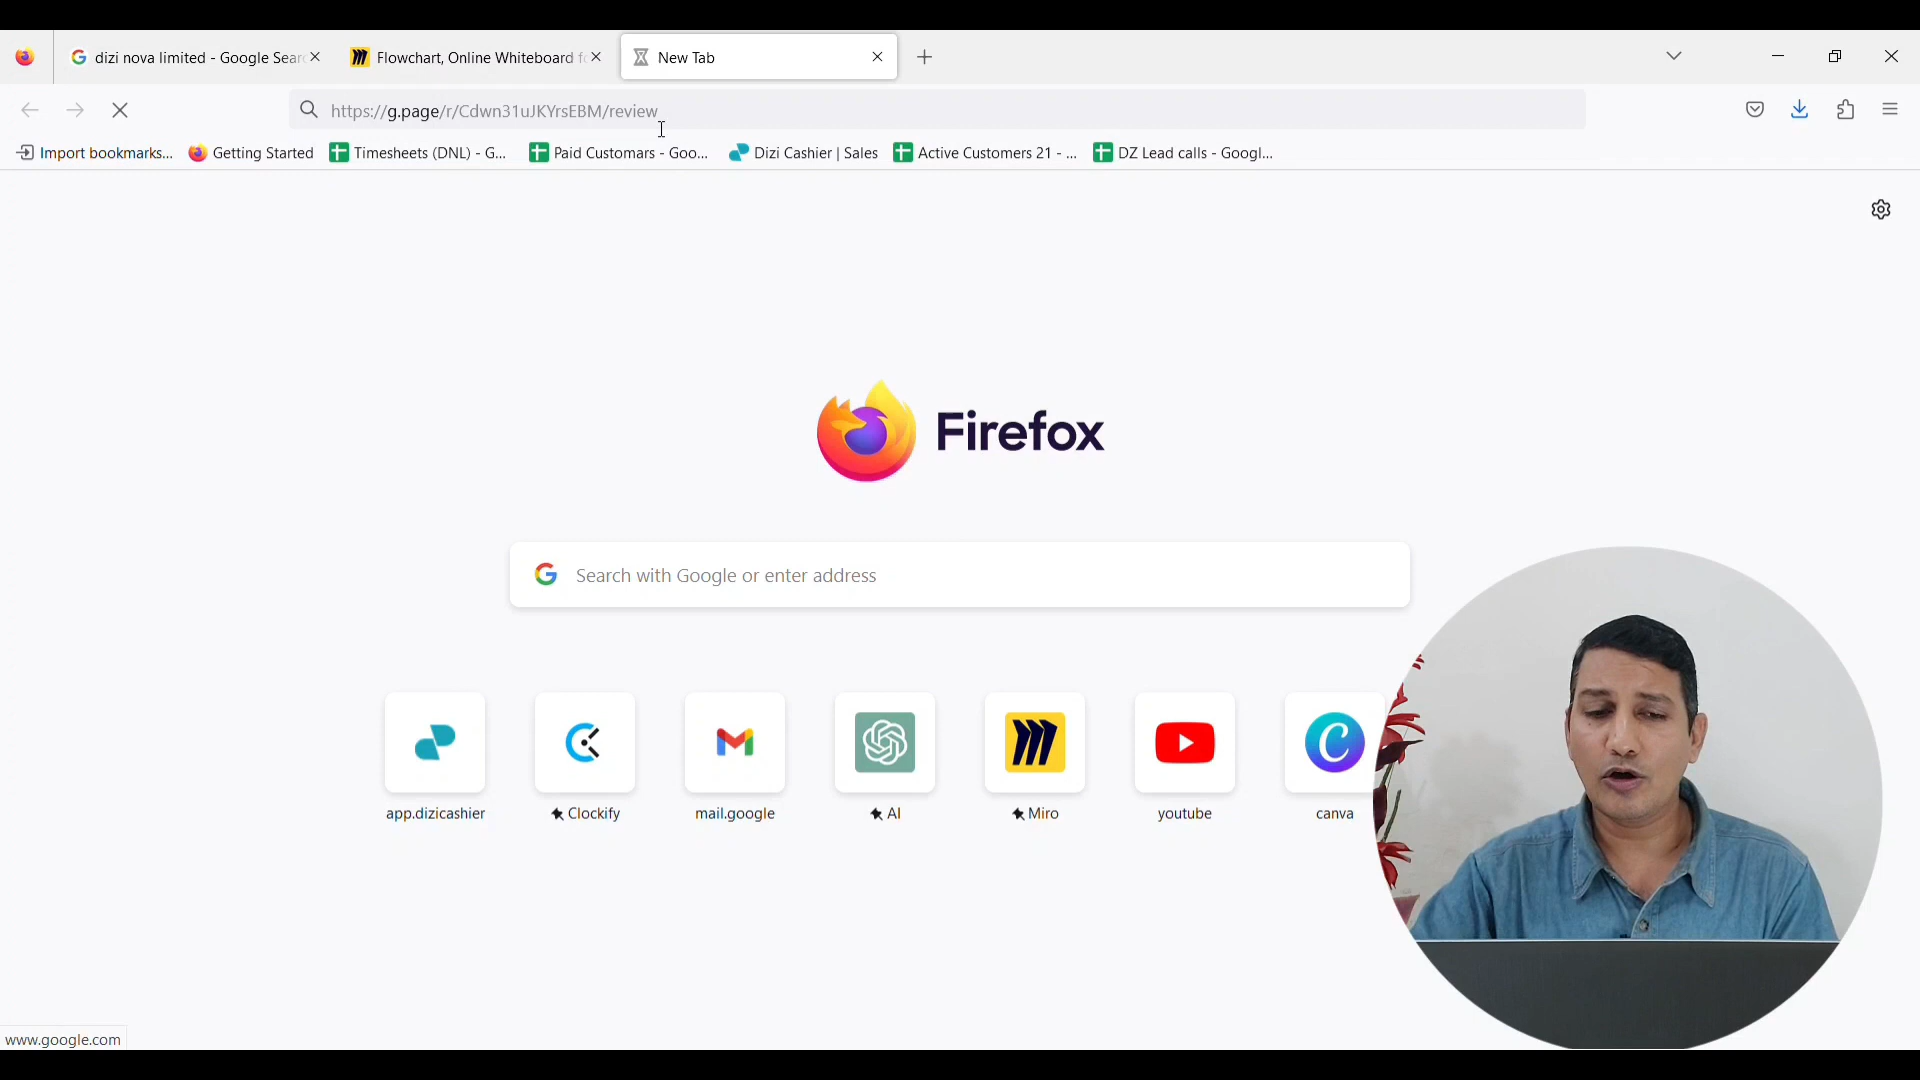 dizi nova limited - Google Sear
Flowchart, Online Whiteboard fo
New Tab
https://g.page/r/Cdwn31uJKYrsEBM/review
Import bookmarks...
Getting Started
Timesheets (DNL) - G...
Paid Customars - Goo...
Dizi Cashier | Sales
Active Customers 21 - ...
DZ Lead calls - Googl...
Firefox
Search with Google or enter address
app.dizicashier
Clockify
mail.google
AI
Miro
youtube
canva
www.google.com